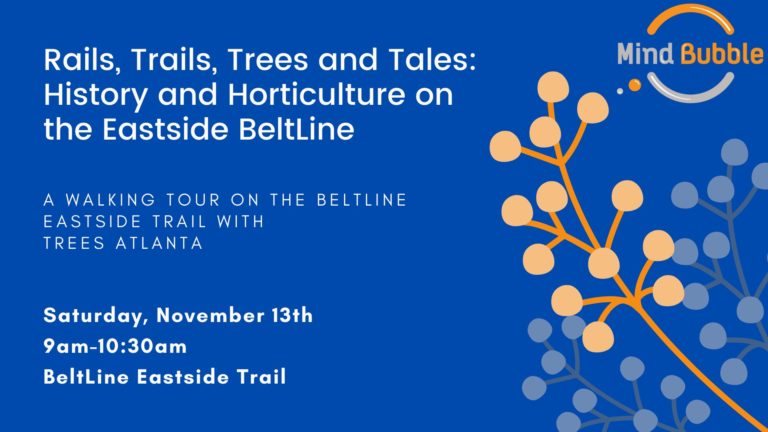 Mind Bubble
Rails, Trails, Trees and Tales:
History and Horticulture on
the Eastside BeltLine
A WALKING TOUR ON THE BELTLINE
EASTSIDE TRAIL WITH
TREES ATLANTA
Saturday, November 13th
9am-10:30am
BeltLine Eastside Trail